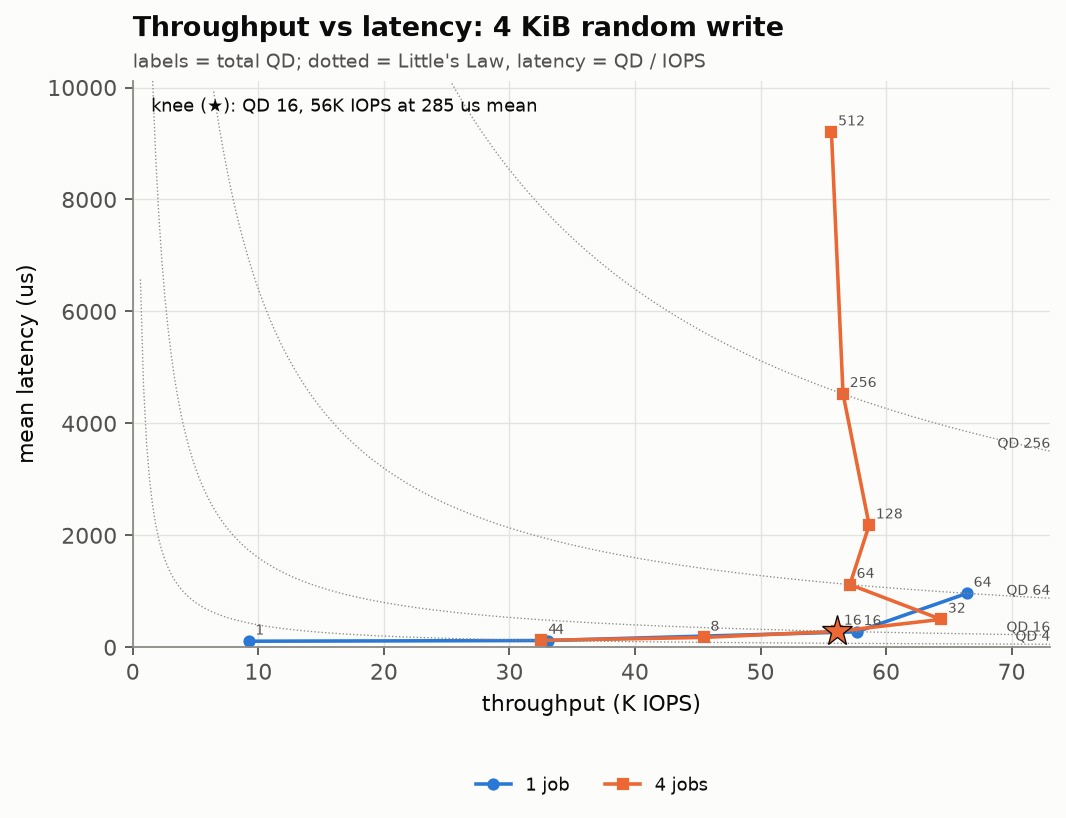 Throughput vs latency: 4 KiB random write
labels = total QD; dotted = Little's Law, latency = QD / IOPS
knee (★): QD 16, 56K IOPS at 285 us mean
mean latency (us)
10000
8000
6000
4000
2000
0
512
256
128
64
64
32
16
16
8
4
4
1
QD 256
QD 64
QD 16
QD 4
0 10 20 30 40 50 60 70
throughput (K IOPS)
1 job
4 jobs